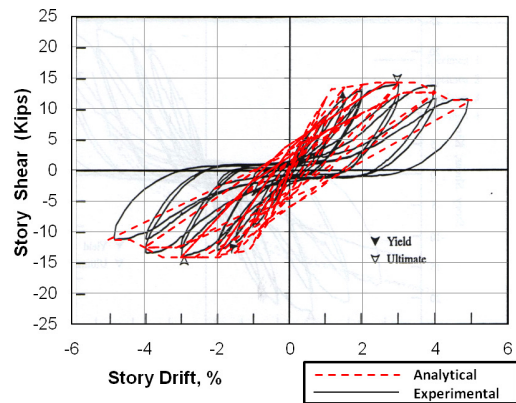 25
20
15
10
5
0
-5
-10
-15
-20
-25
Story Shear (Kips)
-6 -4 -2 0 2 4 6
Story Drift, %
Yield
Ultimate
Analytical
Experimental